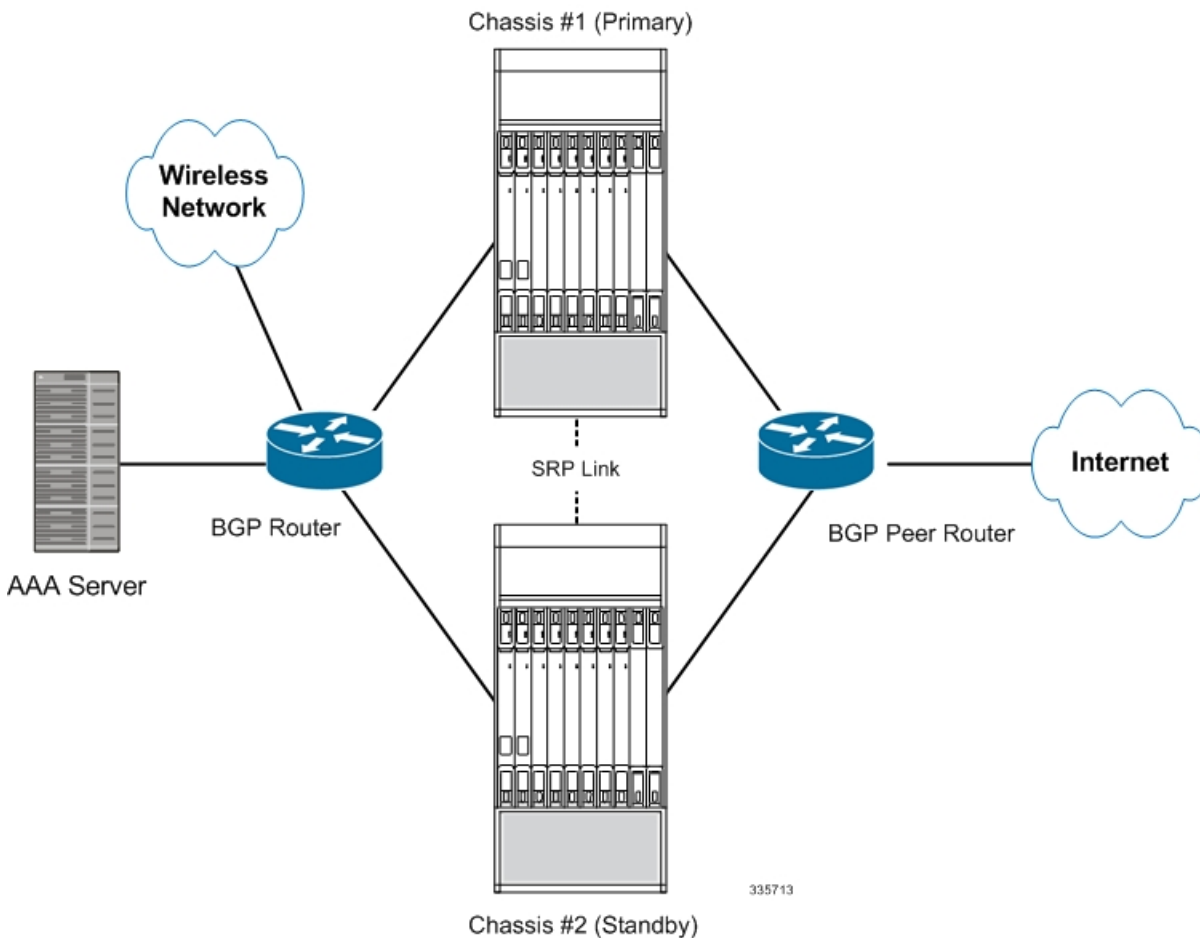 Chassis #1 (Primary)
Wireless
Network
SRP Link
Internet
BGP Router
BGP Peer Router
AAA Server
335713
Chassis #2 (Standby)